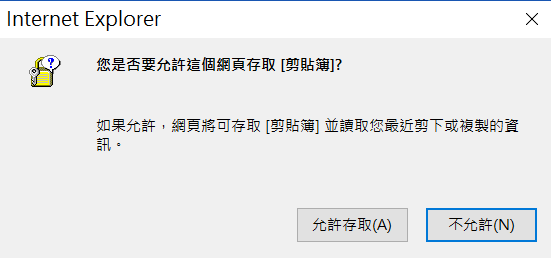 Internet Explorer
您是否要允許這個網頁存取 [剪貼簿]?
如果允許，網頁將可存取 [剪貼簿] 並讀取您最近剪下或複製的資
訊。
允許存取(A)
不允許(N)